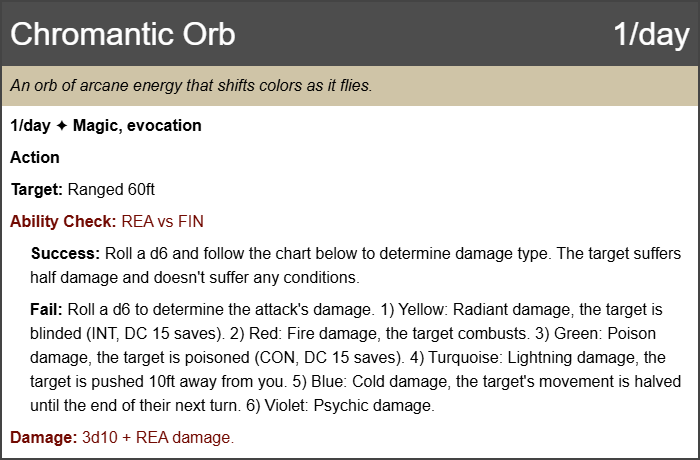 Chromantic Orb 1/day
An orb of arcane energy that shifts colors as it flies.
1/day ✦ Magic, evocation
Action
Target: Ranged 60ft
Ability Check: REA vs FIN
Success: Roll a d6 and follow the chart below to determine damage type. The target suffers
half damage and doesn't suffer any conditions.
Fail: Roll a d6 to determine the attack's damage. 1) Yellow: Radiant damage, the target is
blinded (INT, DC 15 saves). 2) Red: Fire damage, the target combusts. 3) Green: Poison
damage, the target is poisoned (CON, DC 15 saves). 4) Turquoise: Lightning damage, the
target is pushed 10ft away from you. 5) Blue: Cold damage, the target's movement is halved
until the end of their next turn. 6) Violet: Psychic damage.
Damage: 3d10 + REA damage.